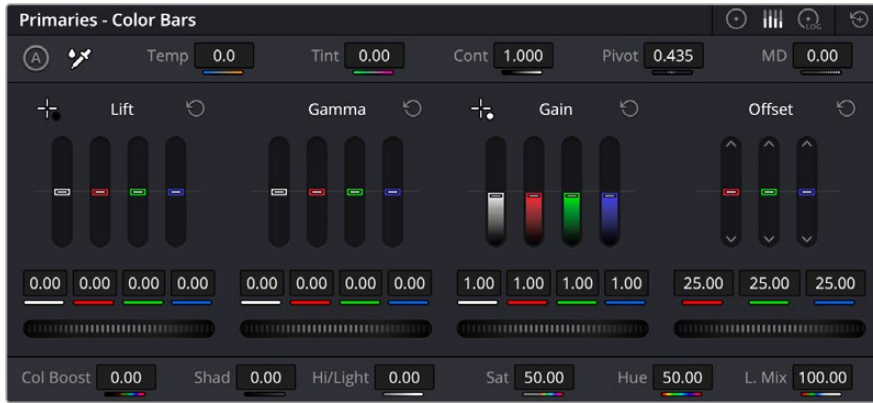 Primaries - Color Bars
LOG
A
Temp 0.0 Tint 0.00 Cont 1.000 Pivot 0.435 MD 0.00
Lift Gamma Gain Offset
0.00 0.00 0.00 0.00 0.00 0.00 0.00 0.00 1.00 1.00 1.00 1.00 25.00 25.00 25.00
Col Boost 0.00 Shad 0.00 Hi/Light 0.00 Sat 50.00 Hue 50.00 L. Mix 100.00